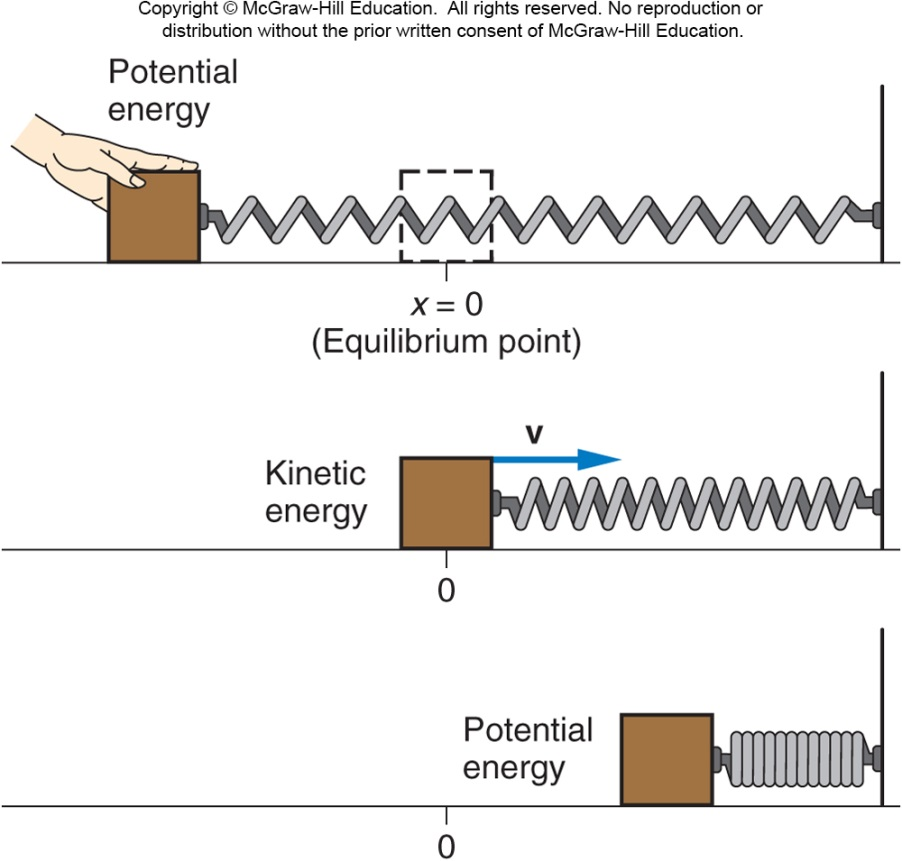 Copyright © McGraw-Hill Education. All rights reserved. No reproduction or
distribution without the prior written consent of McGraw-Hill Education.
Potential
energy
x = 0
(Equilibrium point)
v
Kinetic
energy
0
Potential
energy
0